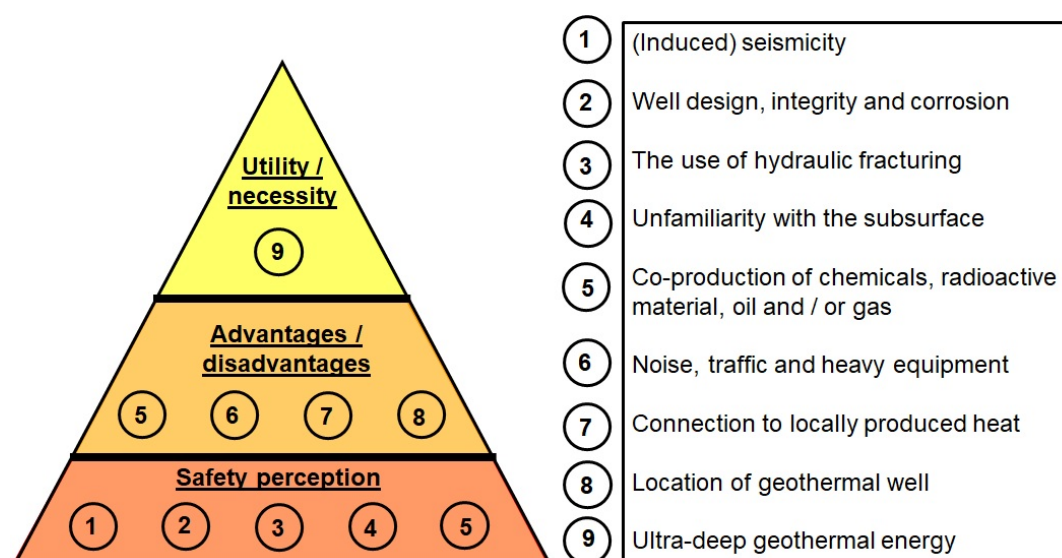 Utility /
necessity
9
Advantages /
disadvantages
5 6 7 8
Safety perception
1 2 3 4 5
1 (Induced) seismicity
2 Well design, integrity and corrosion
3 The use of hydraulic fracturing
4 Unfamiliarity with the subsurface
5 Co-production of chemicals, radioactive
material, oil and / or gas
6 Noise, traffic and heavy equipment
7 Connection to locally produced heat
8 Location of geothermal well
9 Ultra-deep geothermal energy